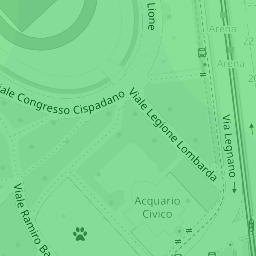 Lione
Arena
Arena
Viale Congresso Cispadano
Viale Legione Lombarda
Via Legnano
Acquario
Civico
Viale Ramiro Ba